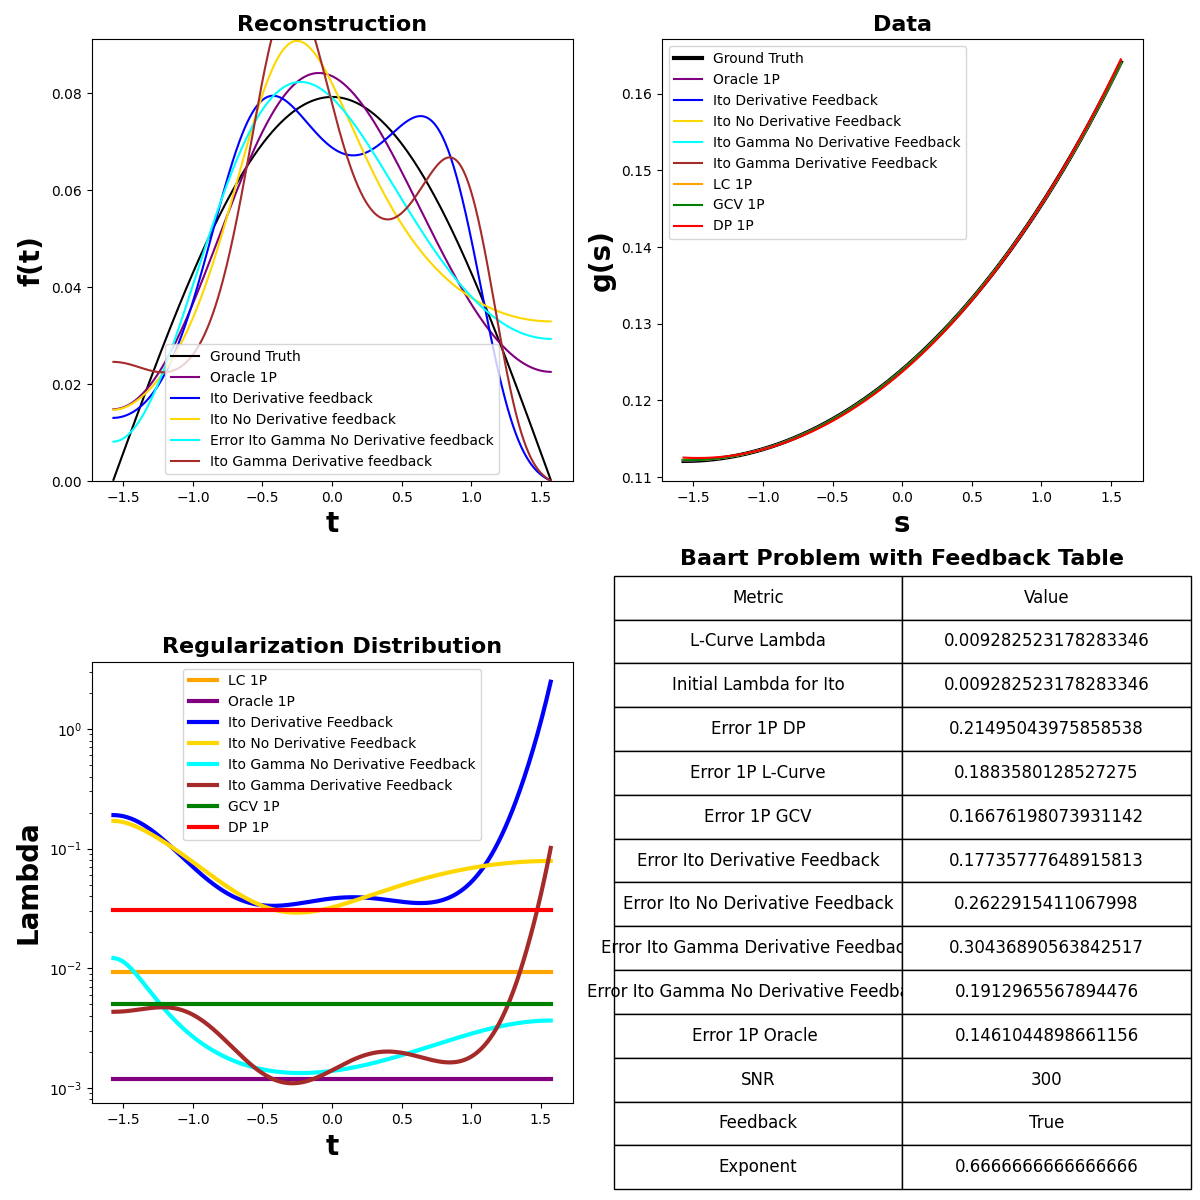 Reconstruction
f(t)
0.08
0.06
0.04
0.02
0.00
Ground Truth
Oracle 1P
Ito Derivative feedback
Ito No Derivative feedback
Error Ito Gamma No Derivative feedback
Ito Gamma Derivative feedback
−1.5 −1.0 −0.5 0.0 0.5 1.0 1.5
t
Data
g(s)
0.16
0.15
0.14
0.13
0.12
0.11
Ground Truth
Oracle 1P
Ito Derivative Feedback
Ito No Derivative Feedback
Ito Gamma No Derivative Feedback
Ito Gamma Derivative Feedback
LC 1P
GCV 1P
DP 1P
−1.5 −1.0 −0.5 0.0 0.5 1.0 1.5
s
Regularization Distribution
Lambda
10⁰
10⁻¹
10⁻²
10⁻³
LC 1P
Oracle 1P
Ito Derivative Feedback
Ito No Derivative Feedback
Ito Gamma No Derivative Feedback
Ito Gamma Derivative Feedback
GCV 1P
DP 1P
−1.5 −1.0 −0.5 0.0 0.5 1.0 1.5
t
Baart Problem with Feedback Table
Metric Value
L-Curve Lambda 0.009282523178283346
Initial Lambda for Ito 0.009282523178283346
Error 1P DP 0.21495043975858538
Error 1P L-Curve 0.1883580128527275
Error 1P GCV 0.16676198073931142
Error Ito Derivative Feedback 0.17735777648915813
Error Ito No Derivative Feedback 0.2622915411067998
Error Ito Gamma Derivative Feedbac 0.30436890563842517
Error Ito Gamma No Derivative Feedba 0.1912965567894476
Error 1P Oracle 0.1461044898661156
SNR 300
Feedback True
Exponent 0.6666666666666666